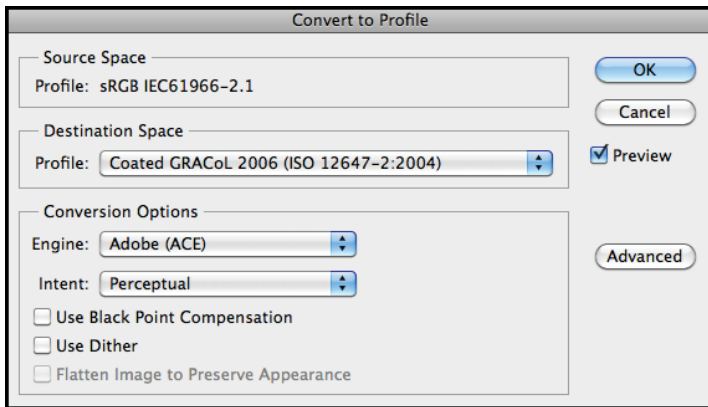 Convert to Profile
Source Space
Profile: sRGB IEC61966-2.1
OK
Cancel
Destination Space
Profile: Coated GRACoL 2006 (ISO 12647-2:2004)
Preview
Conversion Options
Engine: Adobe (ACE)
Advanced
Intent: Perceptual
Use Black Point Compensation
Use Dither
Flatten Image to Preserve Appearance